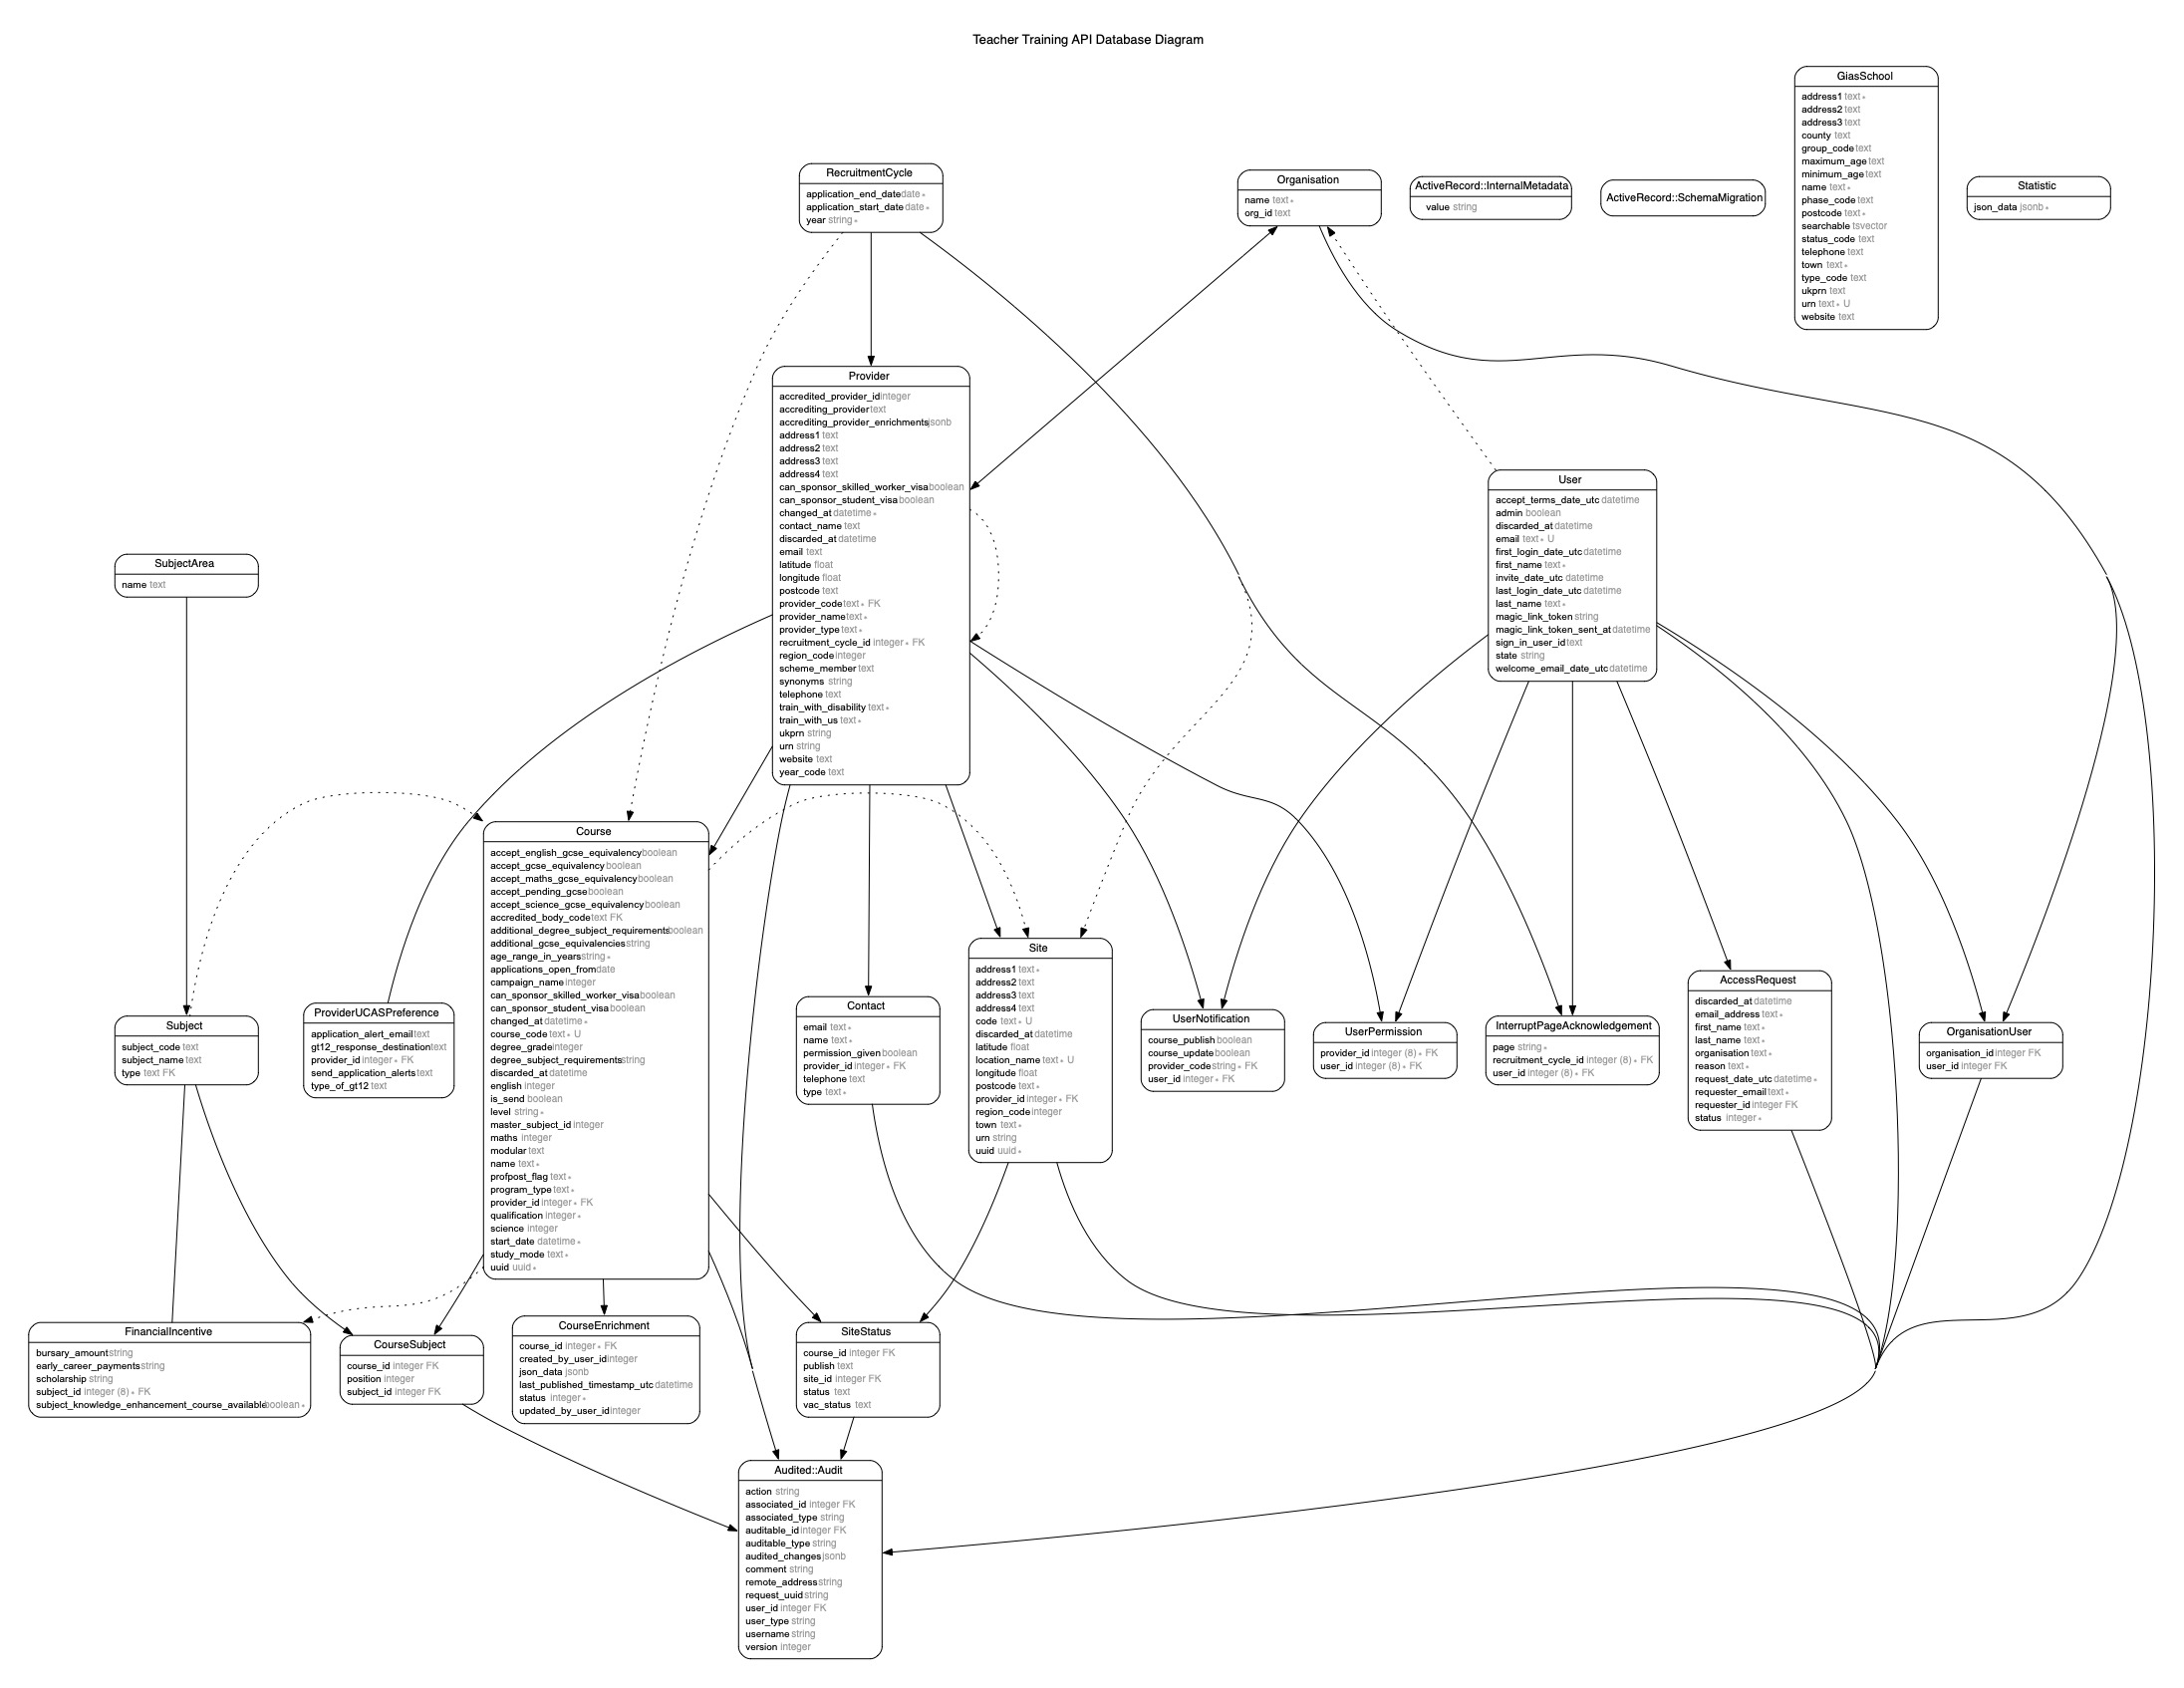 Teacher Training API Database Diagram
GiasSchool
address1 text *
address2 text
address3 text
county text
group_code text
maximum_age text
minimum_age text
name text *
phase_code text
postcode text *
searchable tsvector
status_code text
telephone text
town text *
type_code text
ukprn text
urn text * U
website text
RecruitmentCycle
application_end_date date *
application_start_date date *
year string *
Organisation
name text *
org_id text
ActiveRecord::InternalMetadata
value string
ActiveRecord::SchemaMigration
Statistic
json_data jsonb *
Provider
accredited_provider_id integer
accrediting_provider text
accrediting_provider_enrichments jsonb
address1 text
address2 text
address3 text
address4 text
can_sponsor_skilled_worker_visa boolean
can_sponsor_student_visa boolean
changed_at datetime *
contact_name text
discarded_at datetime
email text
latitude float
longitude float
postcode text
provider_code text * FK
provider_name text *
provider_type text *
recruitment_cycle_id integer * FK
region_code integer
scheme_member text
synonyms string
telephone text
train_with_disability text *
train_with_us text *
ukprn string
urn string
website text
year_code text
User
accept_terms_date_utc datetime
admin boolean
discarded_at datetime
email text * U
first_login_date_utc datetime
first_name text *
invite_date_utc datetime
last_login_date_utc datetime
last_name text *
magic_link_token string
magic_link_token_sent_at datetime
sign_in_user_id text
state string
welcome_email_date_utc datetime
SubjectArea
name text
Course
accept_english_gcse_equivalency boolean
accept_gcse_equivalency boolean
accept_maths_gcse_equivalency boolean
accept_pending_gcse boolean
accept_science_gcse_equivalency boolean
accredited_body_code text FK
additional_degree_subject_requirements boolean
additional_gcse_equivalencies string
age_range_in_years string *
applications_open_from date
campaign_name integer
can_sponsor_skilled_worker_visa boolean
can_sponsor_student_visa boolean
changed_at datetime *
course_code text * U
degree_grade integer
degree_subject_requirements string
discarded_at datetime
english integer
is_send boolean
level string *
master_subject_id integer
maths integer
modular text
name text *
profpost_flag text *
program_type text *
provider_id integer * FK
qualification integer *
science integer
start_date datetime *
study_mode text *
uuid uuid *
Subject
subject_code text
subject_name text
type text FK
ProviderUCASPreference
application_alert_email text
gt12_response_destination text
provider_id integer * FK
send_application_alerts text
type_of_gt12 text
Contact
email text *
name text *
permission_given boolean
provider_id integer * FK
telephone text
type text *
Site
address1 text *
address2 text
address3 text
address4 text
code text * U
discarded_at datetime
latitude float
location_name text * U
longitude float
postcode text *
provider_id integer * FK
region_code integer
town text *
urn string
uuid uuid *
UserNotification
course_publish boolean
course_update boolean
provider_code string * FK
user_id integer * FK
UserPermission
provider_id integer (8) * FK
user_id integer (8) * FK
InterruptPageAcknowledgement
page string *
recruitment_cycle_id integer (8) * FK
user_id integer (8) * FK
AccessRequest
discarded_at datetime
email_address text *
first_name text *
last_name text *
organisation text *
reason text *
request_date_utc datetime *
requester_email text *
requester_id integer FK
status integer *
OrganisationUser
organisation_id integer FK
user_id integer FK
FinancialIncentive
bursary_amount string
early_career_payments string
scholarship string
subject_id integer (8) * FK
subject_knowledge_enhancement_course_available boolean *
CourseSubject
course_id integer FK
position integer
subject_id integer FK
CourseEnrichment
course_id integer * FK
created_by_user_id integer
json_data jsonb
last_published_timestamp_utc datetime
status integer *
updated_by_user_id integer
SiteStatus
course_id integer FK
publish text
site_id integer FK
status text
vac_status text
Audited::Audit
action string
associated_id integer FK
associated_type string
auditable_id integer FK
auditable_type string
audited_changes jsonb
comment string
remote_address string
request_uuid string
user_id integer FK
user_type string
username string
version integer